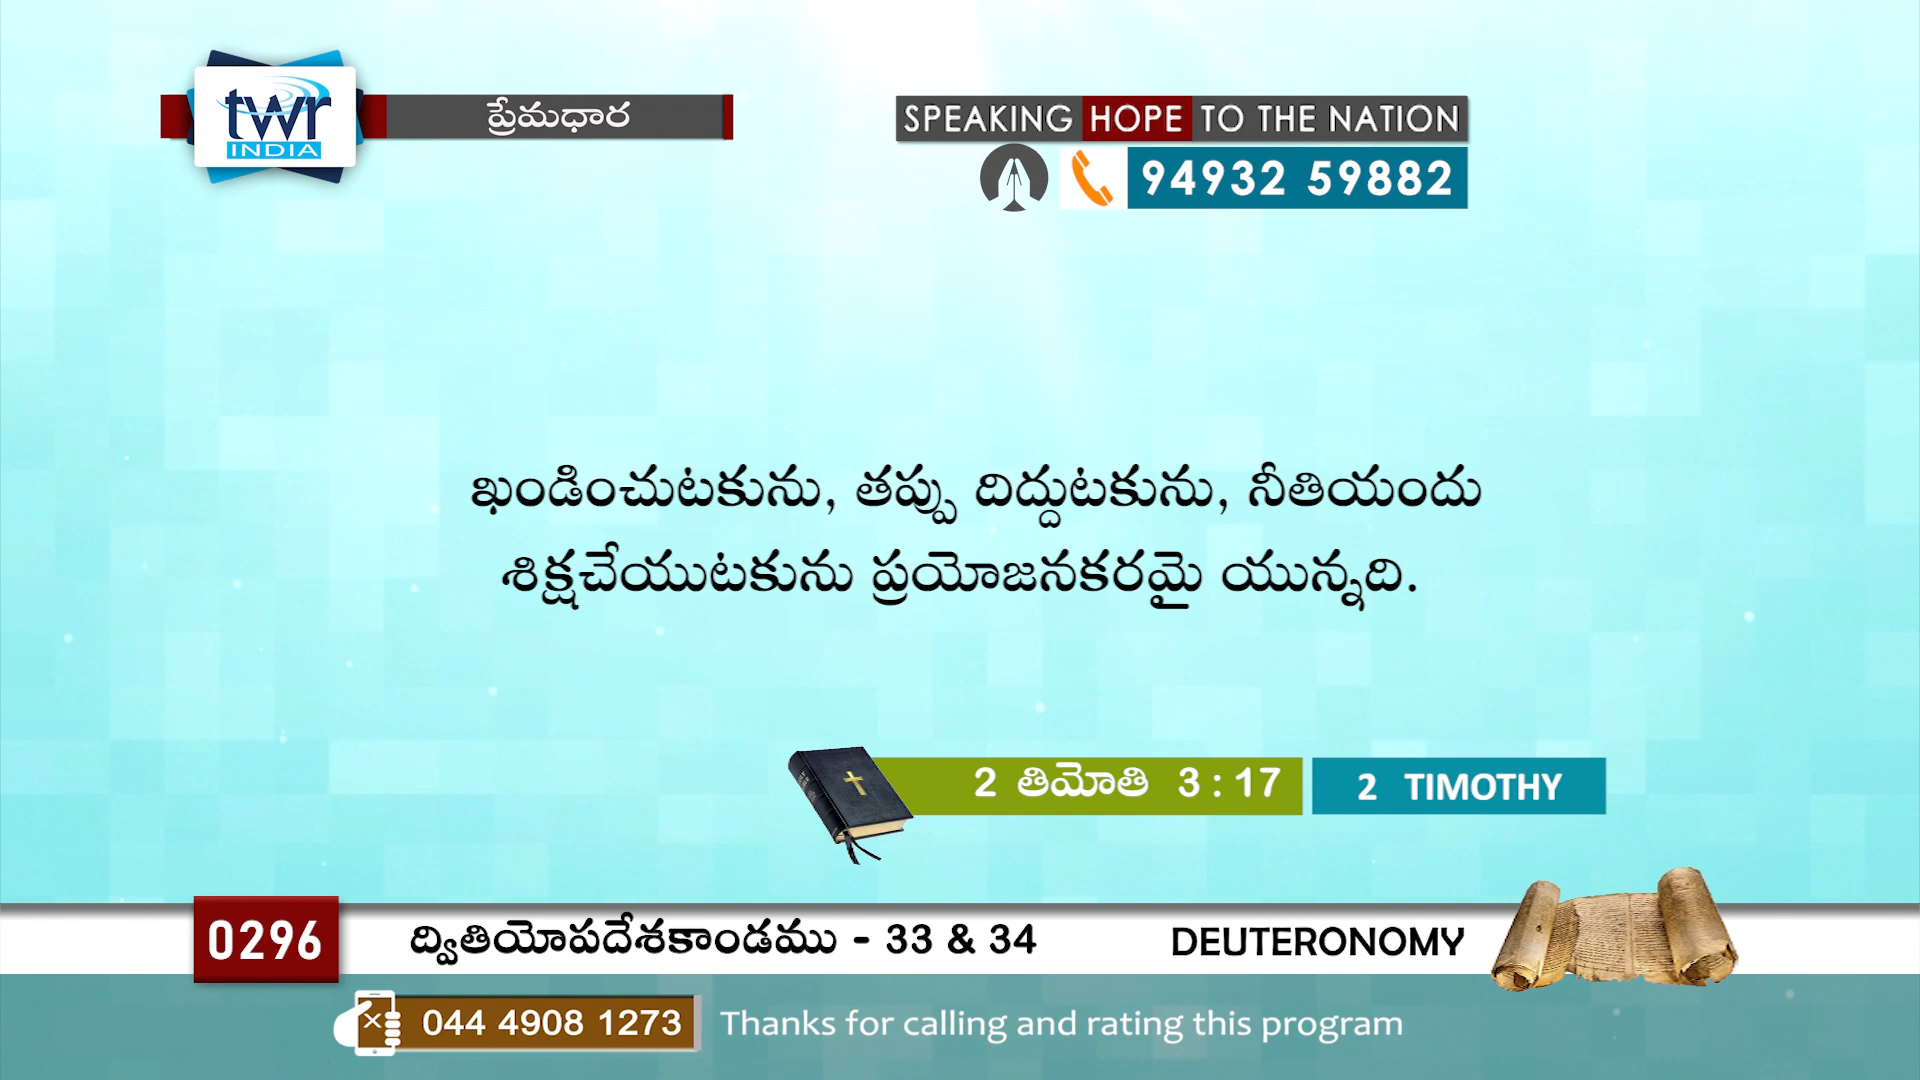 twr
INDIA
ప్రేమధార
SPEAKING HOPE TO THE NATION
94932 59882
ఖండించుటకును, తప్పు దిద్దుటకును, నీతియందు
శిక్షచేయుటకును ప్రయోజనకరమై యున్నది.
2 తిమోతి 3 : 17
2 TIMOTHY
0296
ద్వితియోపదేశకాండము - 33 & 34
DEUTERONOMY
044 4908 1273
Thanks for calling and rating this program